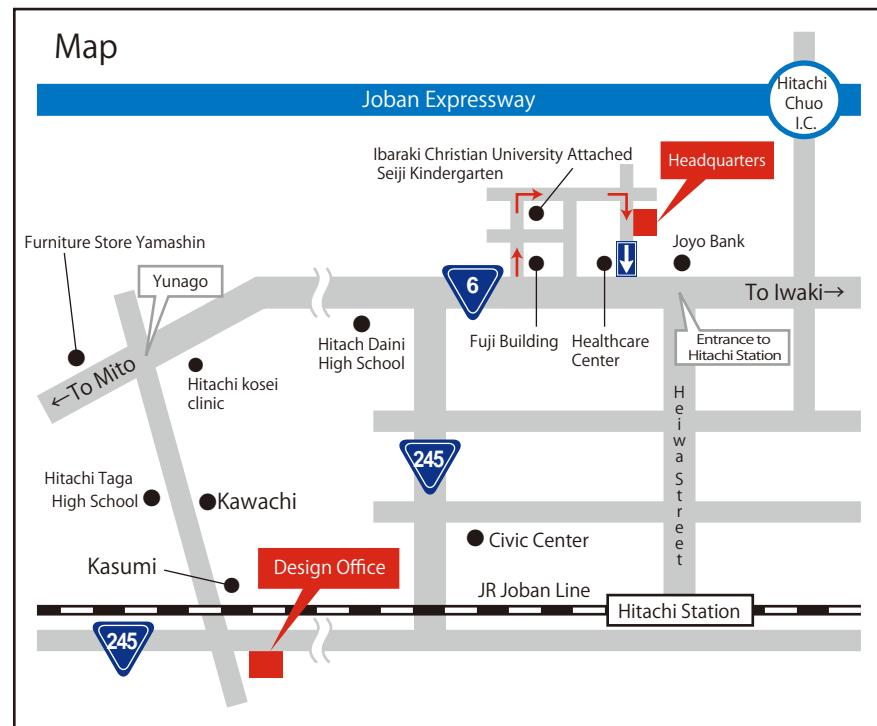 Map
Hitachi
Chuo
I.C.
Joban Expressway
Ibaraki Christian University Attached
Seiji Kindergarten
Headquarters
Furniture Store Yamashin
Joyo Bank
Yunago
6
To Iwaki→
Hitach Daini
High School
Fuji Building
Healthcare
Center
Entrance to
Hitachi Station
←To Mito
Hitachi kosei
clinic
Heiwa Street
245
Hitachi Taga
High School
Kawachi
Civic Center
Kasumi
Design Office
JR Joban Line
Hitachi Station
245